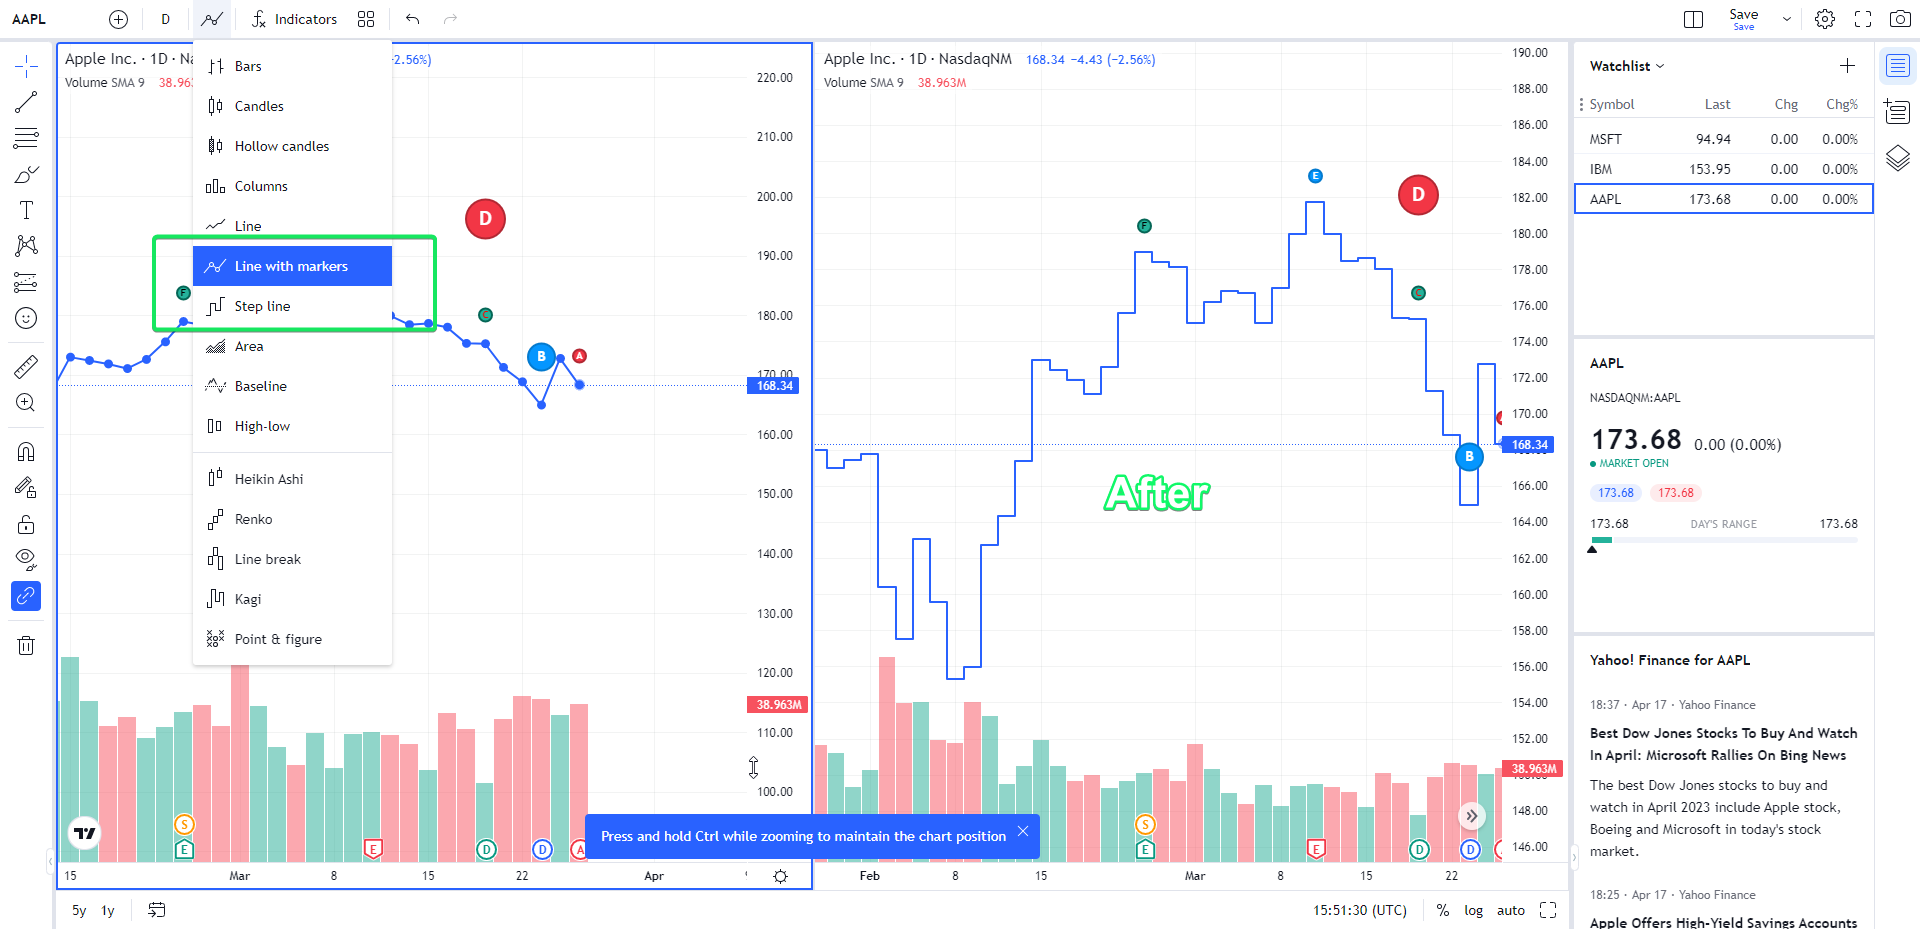 AAPL
D
Indicators
Save
Save
Apple Inc. · 1D · Na
−2.56%)
Volume SMA 9 38.963
Bars
Candles
Hollow candles
Columns
Line
Line with markers
Step line
Area
Baseline
High-low
Heikin Ashi
Renko
Line break
Kagi
Point & figure
F
D
C
B
A
220.00
210.00
200.00
190.00
180.00
170.00
168.34
160.00
150.00
140.00
130.00
120.00
38.963M
110.00
100.00
S
E
E
D
D
A
15
Mar
8
15
22
Apr
Press and hold Ctrl while zooming to maintain the chart position
Apple Inc. · 1D · NasdaqNM 168.34 −4.43 (−2.56%)
Volume SMA 9 38.963M
F
E
D
C
B
After
190.00
188.00
186.00
184.00
182.00
180.00
178.00
176.00
174.00
172.00
170.00
168.34
166.00
164.00
162.00
160.00
158.00
156.00
154.00
152.00
38.963M
148.00
146.00
S
E
E
D
D
Feb
8
15
Mar
8
15
22
5y 1y
15:51:30 (UTC)
% log auto
Watchlist
Symbol Last Chg Chg%
MSFT 94.94 0.00 0.00%
IBM 153.95 0.00 0.00%
AAPL 173.68 0.00 0.00%
AAPL
NASDAQNM:AAPL
173.68 0.00 (0.00%)
MARKET OPEN
173.68 173.68
173.68 DAY'S RANGE 173.68
Yahoo! Finance for AAPL
18:37 · Apr 17 · Yahoo Finance
Best Dow Jones Stocks To Buy And Watch
In April: Microsoft Rallies On Bing News
The best Dow Jones stocks to buy and
watch in April 2023 include Apple stock,
Boeing and Microsoft in today's stock
market.
18:25 · Apr 17 · Yahoo Finance
Apple Offers High-Yield Savings Accounts